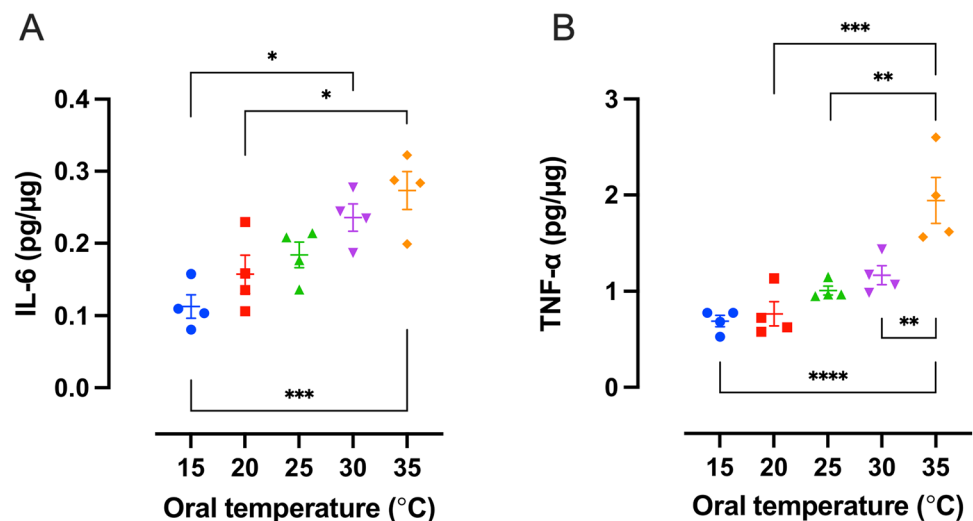 A
*
*
0.4
0.3
0.2
0.1
0.0
IL-6 (pg/μg)
***
15 20 25 30 35
Oral temperature (°C)
B
***
**
3
2
1
0
TNF-α (pg/μg)
**
****
15 20 25 30 35
Oral temperature (°C)